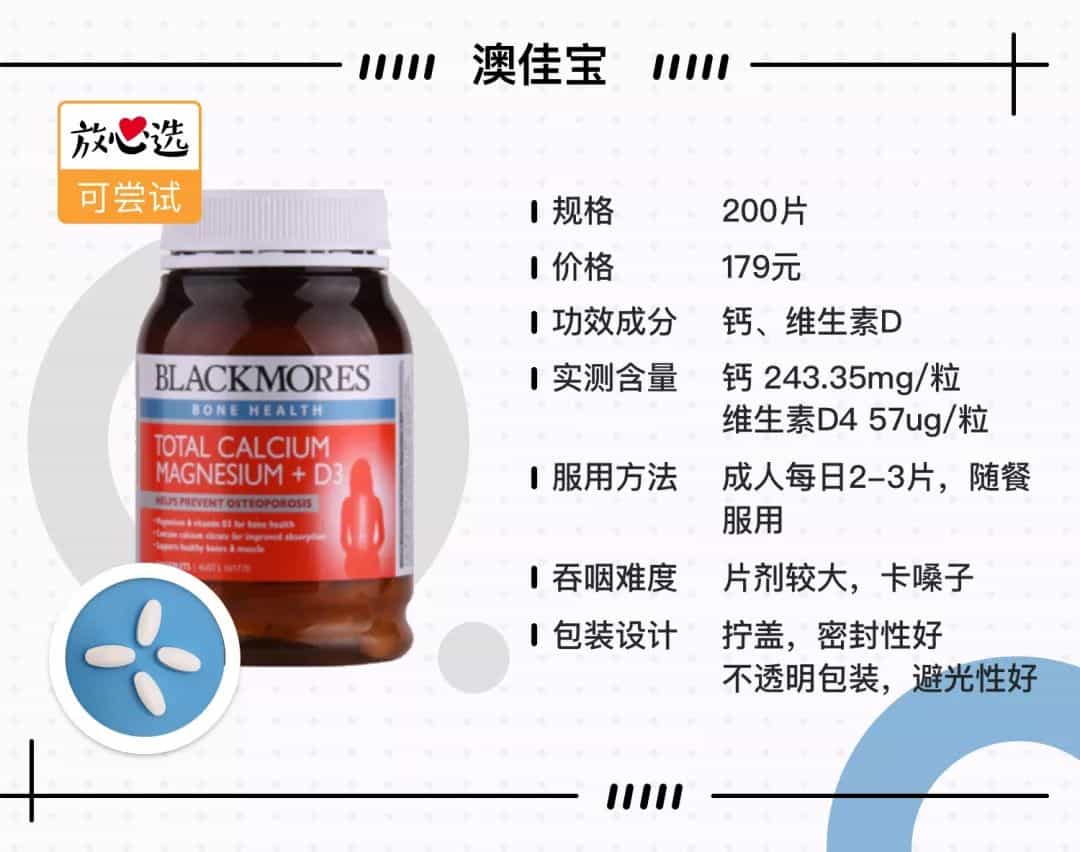 澳佳宝
放心选
可尝试
规格 200片
价格 179元
功效成分 钙、维生素D
实测含量 钙 243.35mg/粒
维生素D4 57ug/粒
服用方法 成人每日2-3片，随餐
服用
吞咽难度 片剂较大，卡嗓子
包装设计 拧盖，密封性好
不透明包装，避光性好
BLACKMORES
BONE HEALTH
TOTAL CALCIUM
MAGNESIUM + D3
HELPS PREVENT OSTEOPOROSIS
• Magnesium & vitamin D3 for bone health
• Contains calcium citrate for improved absorption
• Supports healthy bones & muscle